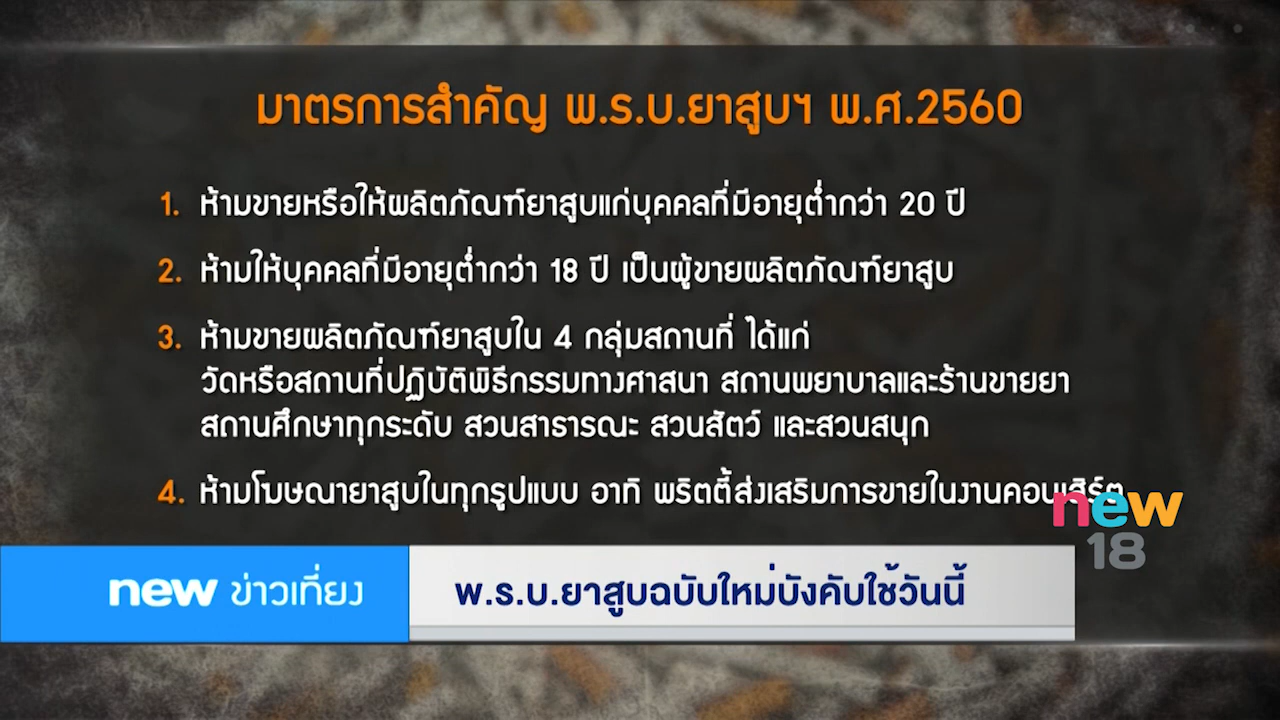 มาตรการสำคัญ พ.ร.บ.ยาสูบฯ พ.ศ.2560
1. ห้ามขายหรือให้ผลิตภัณฑ์ยาสูบแก่บุคคลที่มีอายุต่ำกว่า 20 ปี
2. ห้ามให้บุคคลที่มีอายุต่ำกว่า 18 ปี เป็นผู้ขายผลิตภัณฑ์ยาสูบ
3. ห้ามขายผลิตภัณฑ์ยาสูบใน 4 กลุ่มสถานที่ ได้แก่
วัดหรือสถานที่ปฏิบัติพิธีกรรมทางศาสนา สถานพยาบาลและร้านขายยา
สถานศึกษาทุกระดับ สวนสาธารณะ สวนสัตว์ และสวนสนุก
4. ห้ามโฆษณายาสูบในทุกรูปแบบ อาทิ พริตตี้ส่งเสริมการขายในงานคอนเสิร์ต
new
18
new ข่าวเที่ยง
พ.ร.บ.ยาสูบฉบับใหม่บังคับใช้วันนี้